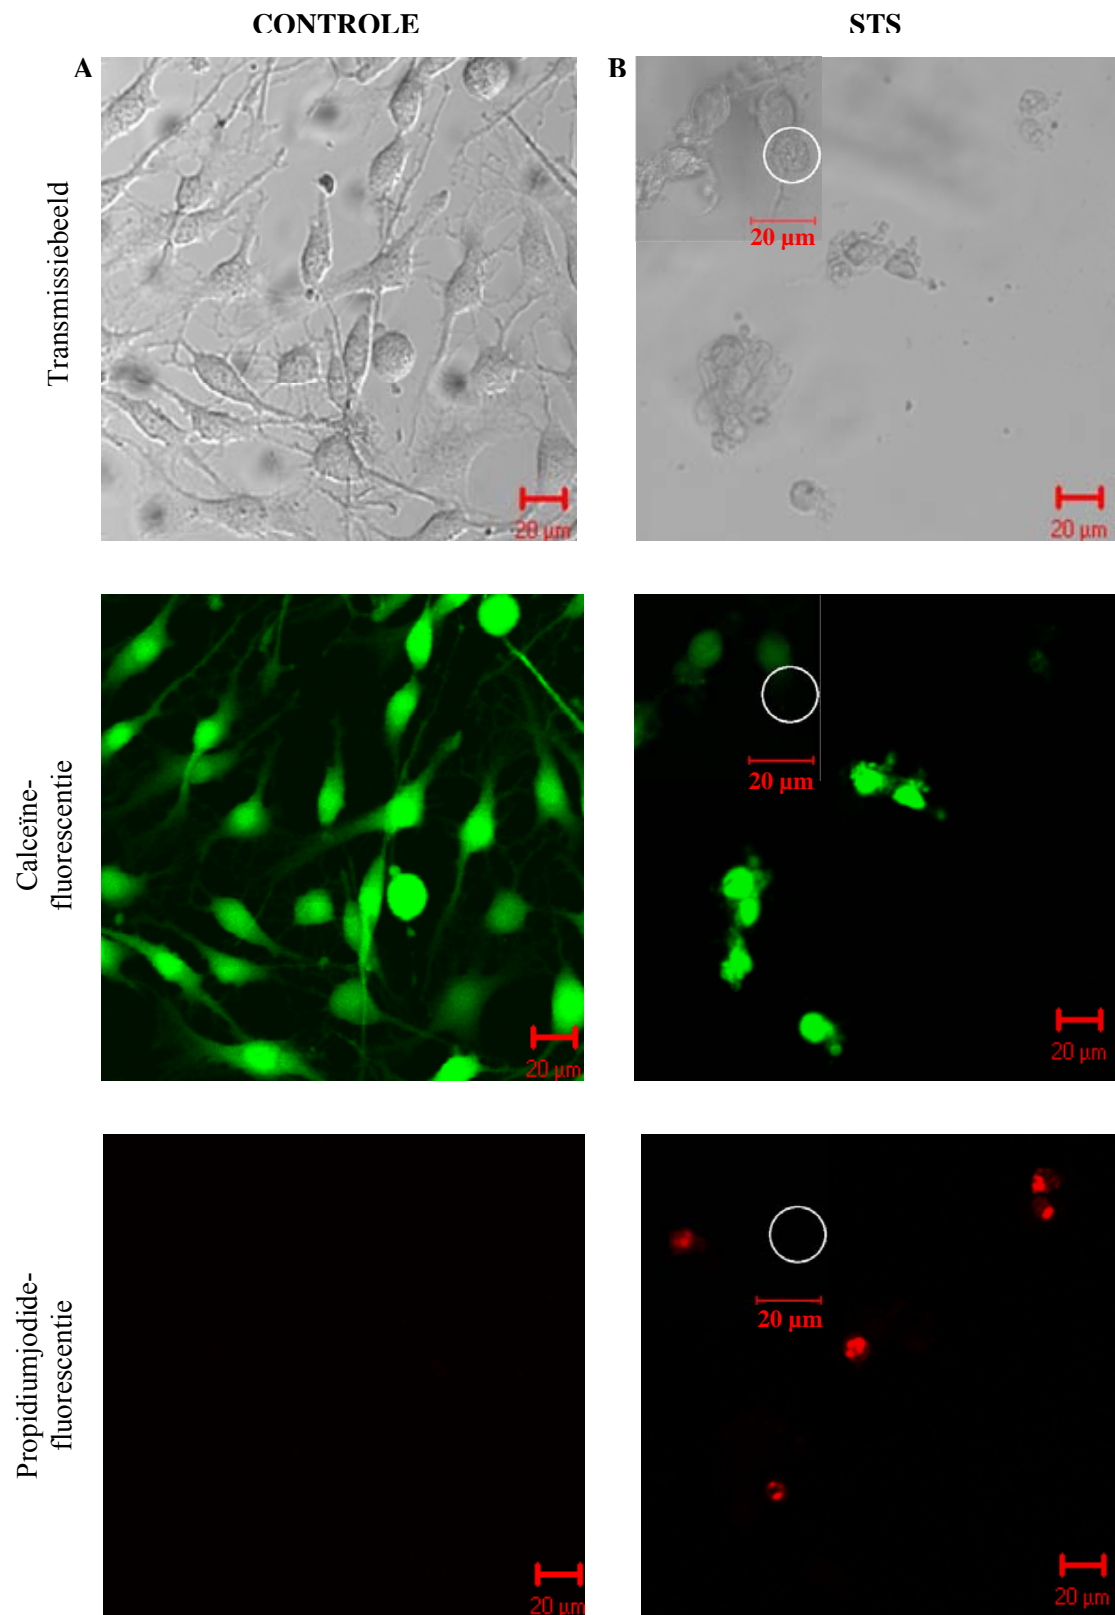 CONTROLE
STS
A
B
Transmissiebeeld
20 µm
20 µm
20 µm
Calceïne-
fluorescentie
20 µm
20 µm
20 µm
Propidiumjodide-
fluorescentie
20 µm
20 µm
20 µm